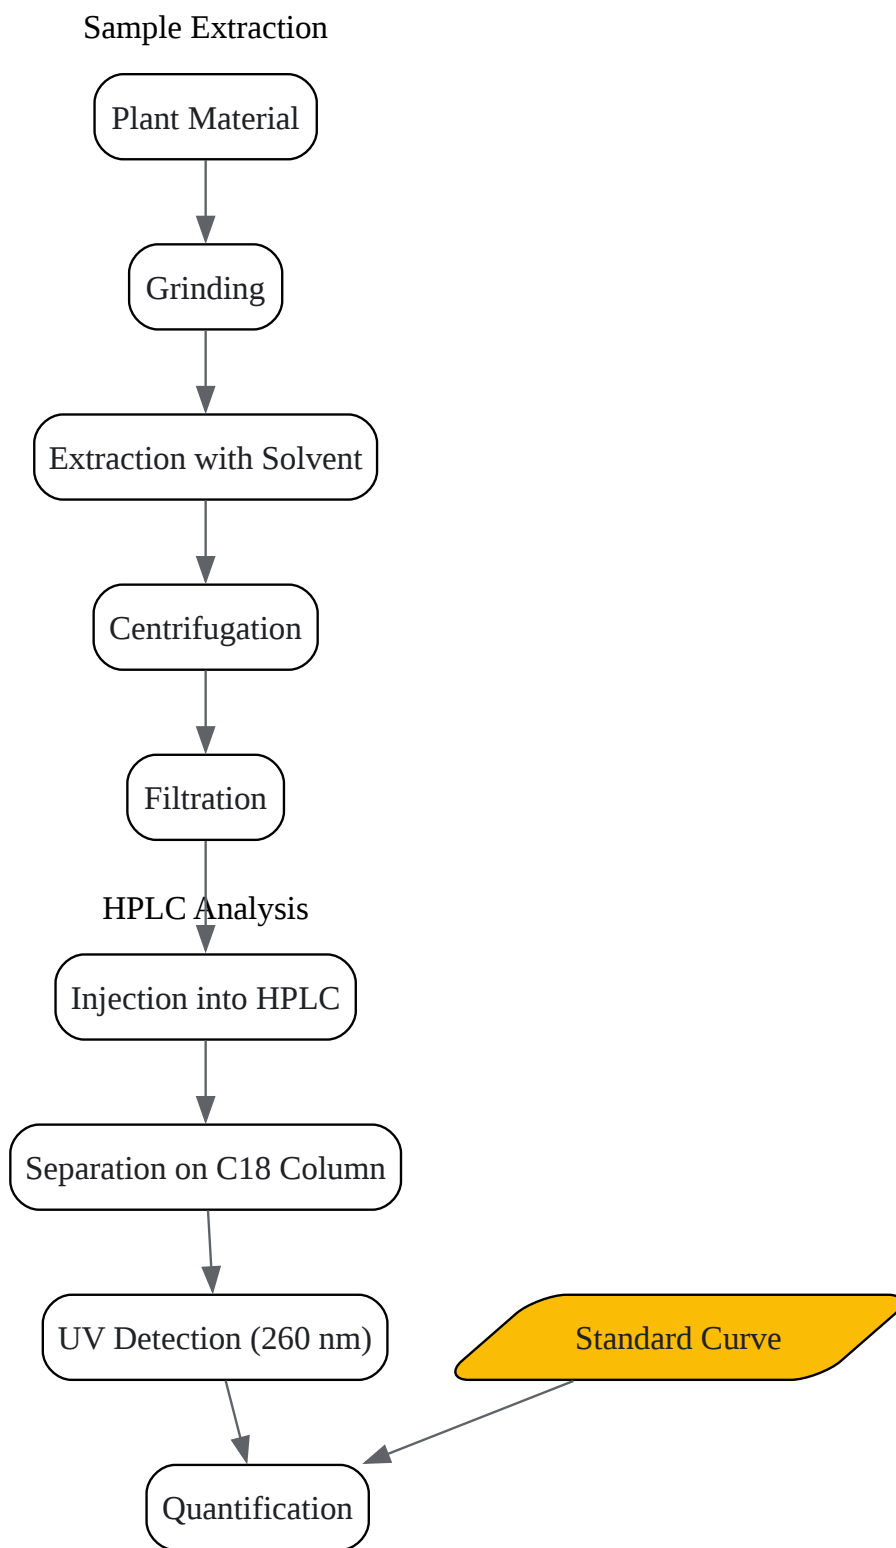 Sample Extraction
Plant Material
Grinding
Extraction with Solvent
Centrifugation
Filtration
HPLC Analysis
Injection into HPLC
Separation on C18 Column
UV Detection (260 nm)
Standard Curve
Quantification